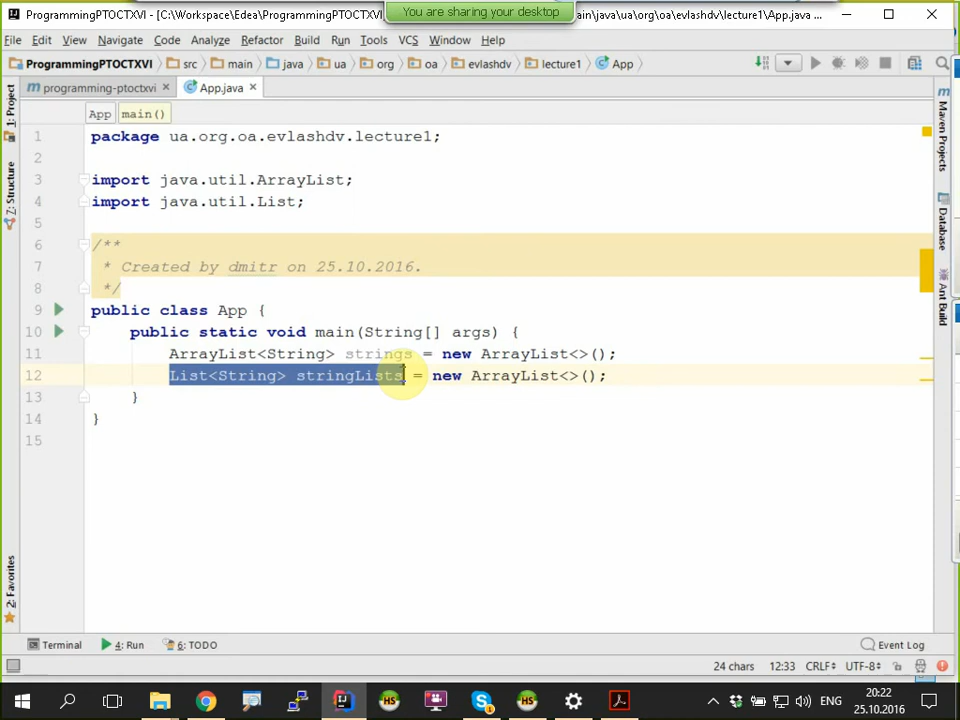 You are sharing your desktop
ProgrammingPTOCTXVI - [C:\Workspace\Edea\ProgrammingPTOCTXVI
ain\java\ua\org\oa\evlashdv\lecture1\App.java ...
File Edit View Navigate Code Analyze Refactor Build Run Tools VCS Window Help
ProgrammingPTOCTXVI src main java ua org oa evlashdv lecture1 App
programming-ptoctxvi App.java
App main()
1 package ua.org.oa.evlashdv.lecture1;
2
3 import java.util.ArrayList;
4 import java.util.List;
5
6 /**
7 * Created by dmitr on 25.10.2016.
8 */
9 public class App {
10 public static void main(String[] args) {
11 ArrayList<String> strings = new ArrayList<>();
12 List<String> stringLists = new ArrayList<>();
13 }
14 }
15
1: Project
7: Structure
2: Favorites
Maven Projects
Database
Ant Build
Terminal 4: Run 6: TODO Event Log
24 chars 12:33 CRLF UTF-8
ENG 20:22
25.10.2016